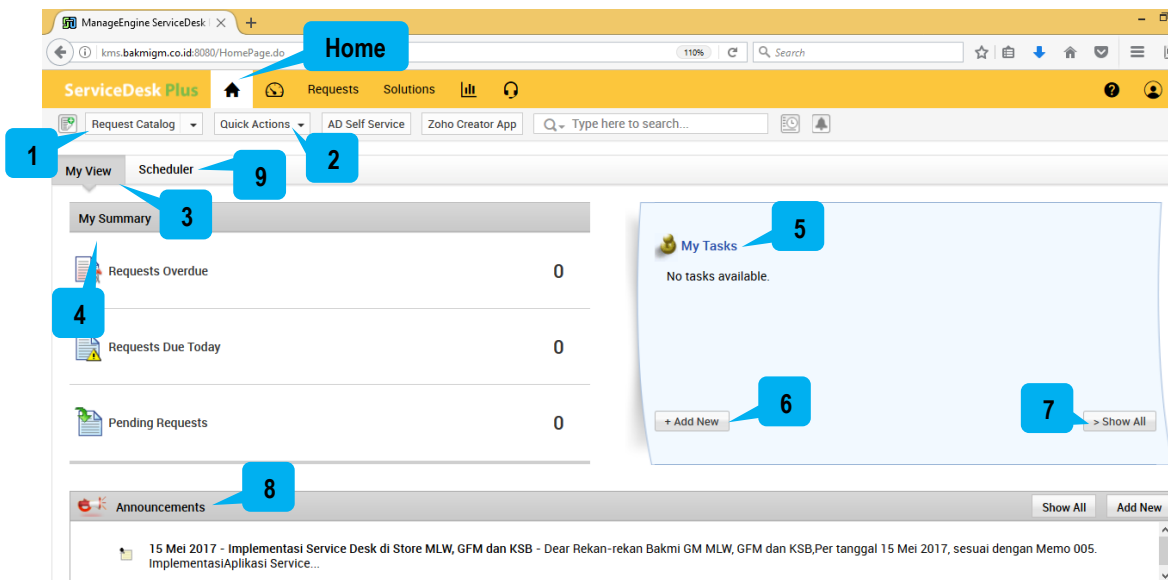 ManageEngine ServiceDesk
Home
kms.bakmigm.co.id:8080/HomePage.do
110%
Search
ServiceDesk Plus
Requests
Solutions
Request Catalog
Quick Actions
AD Self Service
Zoho Creator App
Type here to search...
1
2
My View
Scheduler
9
3
My Summary
5
My Tasks
Requests Overdue
0
No tasks available.
4
Requests Due Today
0
6
7
Pending Requests
0
+ Add New
> Show All
8
Announcements
Show All
Add New
15 Mei 2017 - Implementasi Service Desk di Store MLW, GFM dan KSB - Dear Rekan-rekan Bakmi GM MLW, GFM dan KSB,Per tanggal 15 Mei 2017, sesuai dengan Memo 005.
ImplementasiAplikasi Service...